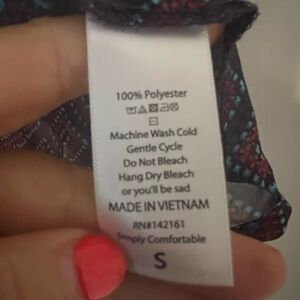 100% Polyester
Machine Wash Cold
Gentle Cycle
Do Not Bleach
Hang Dry Bleach
or you'll be sad
MADE IN VIETNAM
RN#142161
Simply Comfortable
S